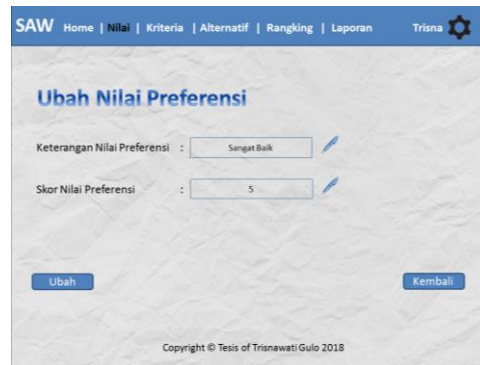 SAW Home | Nilai | Kriteria | Alternatif | Rangking | Laporan Trisna
Ubah Nilai Preferensi
Keterangan Nilai Preferensi : Sangat Baik
Skor Nilai Preferensi : 5
Ubah Kembali
Copyright © Tesis of Trisnawati Gulo 2018